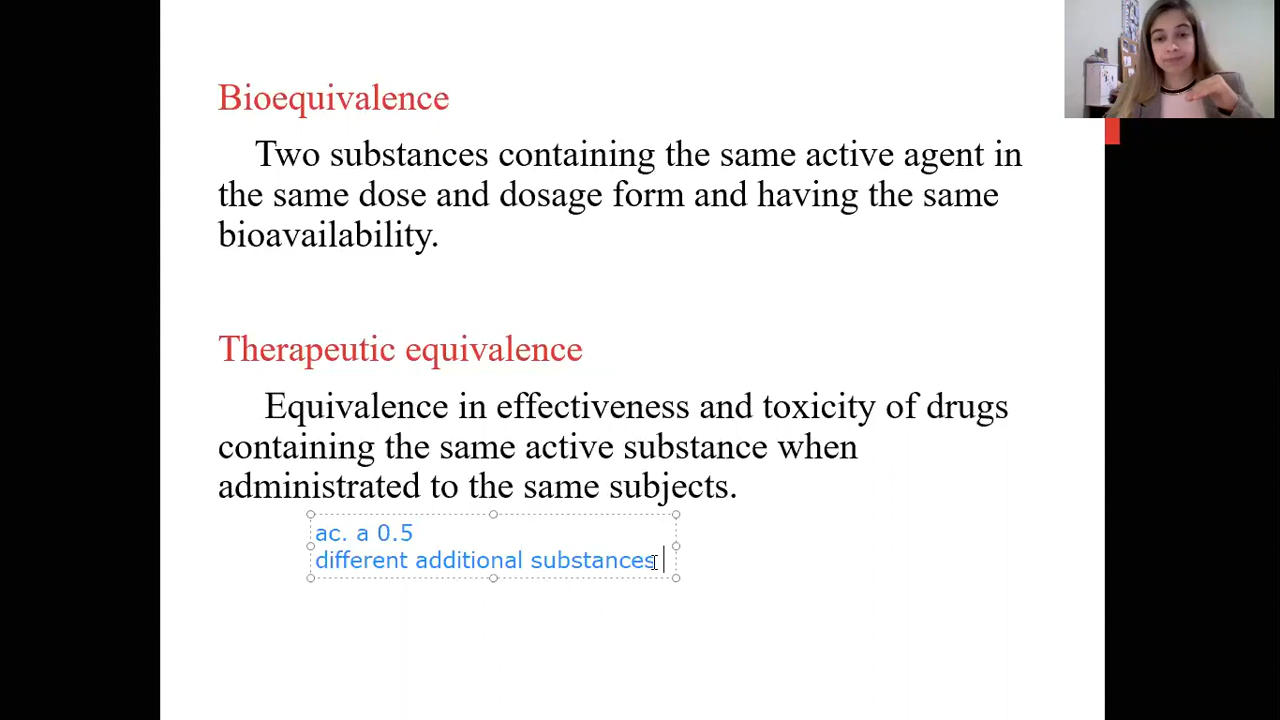 Bioequivalence
Two substances containing the same active agent in
the same dose and dosage form and having the same
bioavailability.
Therapeutic equivalence
Equivalence in effectiveness and toxicity of drugs
containing the same active substance when
administrated to the same subjects.
ac. a 0.5
different additional substances